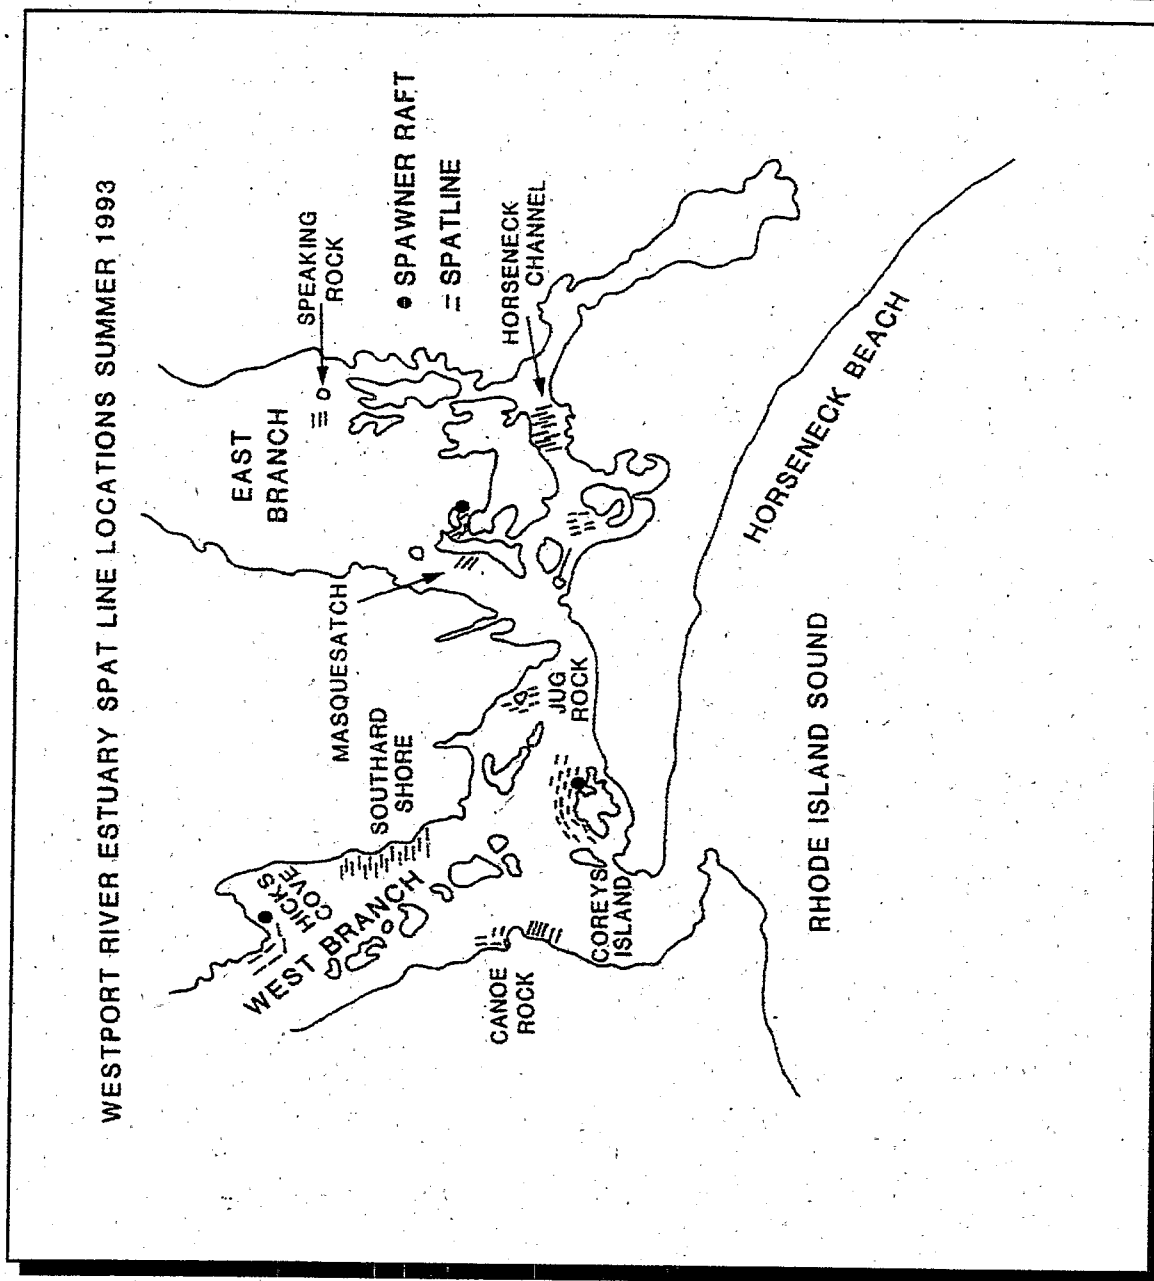 WESTPORT RIVER ESTUARY SPAT LINE LOCATIONS SUMMER 1993
EAST
BRANCH
SPEAKING
ROCK
● SPAWNER RAFT
= SPATLINE
HORSENECK
CHANNEL
MASQUESATCH
SOUTHARD
SHORE
HICKS
COVE
WEST BRANCH
JUG
ROCK
CANOE
ROCK
COREYS
ISLAND
HORSENECK BEACH
RHODE ISLAND SOUND